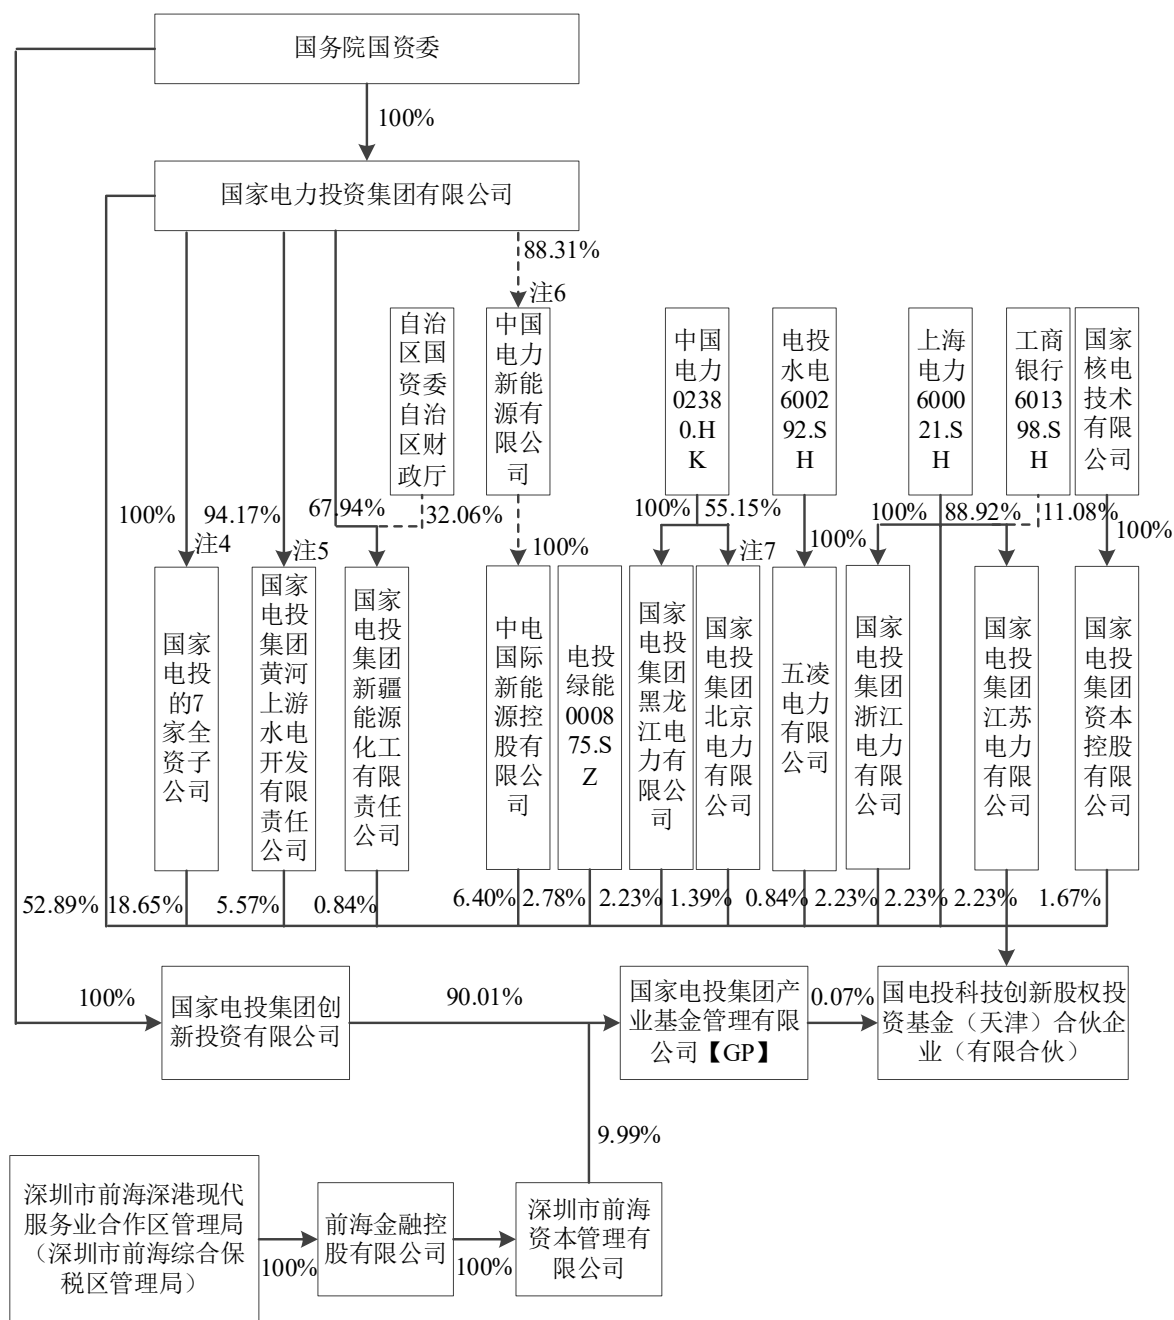 国务院国资委
100%
国家电力投资集团有限公司
88.31%
注6
自治
区国
资委
自治
区财
政厅
中国
电力
新能
源有
限公
司
中国
电力
0238
0.H
K
电投
水电
6002
92.S
H
上海
电力
6000
21.S
H
工商
银行
6013
98.S
H
国家
核电
技术
有限
公司
100%
注4
94.17%
注5
67.94%
32.06%
100%
100%
55.15%
注7
100%
100%
88.92%
11.08%
100%
国家
电投
的7
家全
资子
公司
国家
电投
集团
黄河
上游
水电
开发
有限
责任
公司
国家
电投
集团
新疆
能源
化工
有限
责任
公司
中电
国际
新能
源控
股有
限公
司
电投
绿能
0008
75.S
Z
国家
电投
集团
黑龙
江电
力有
限公
司
国家
电投
集团
北京
电力
有限
公司
五凌
电力
有限
公司
国家
电投
集团
浙江
电力
有限
公司
国家
电投
集团
江苏
电力
有限
公司
国家
电投
集团
资本
控股
有限
公司
52.89%
18.65%
5.57%
0.84%
6.40%
2.78%
2.23%
1.39%
0.84%
2.23%
2.23%
2.23%
1.67%
100%
国家电投集团创
新投资有限公司
90.01%
国家电投集团产
业基金管理有限
公司【GP】
0.07%
国电投科技创新股权投
资基金（天津）合伙企
业（有限合伙）
9.99%
深圳市前海深港现代
服务业合作区管理局
（深圳市前海综合保
税区管理局）
100%
前海金融控
股有限公司
100%
深圳市前海
资本管理有
限公司